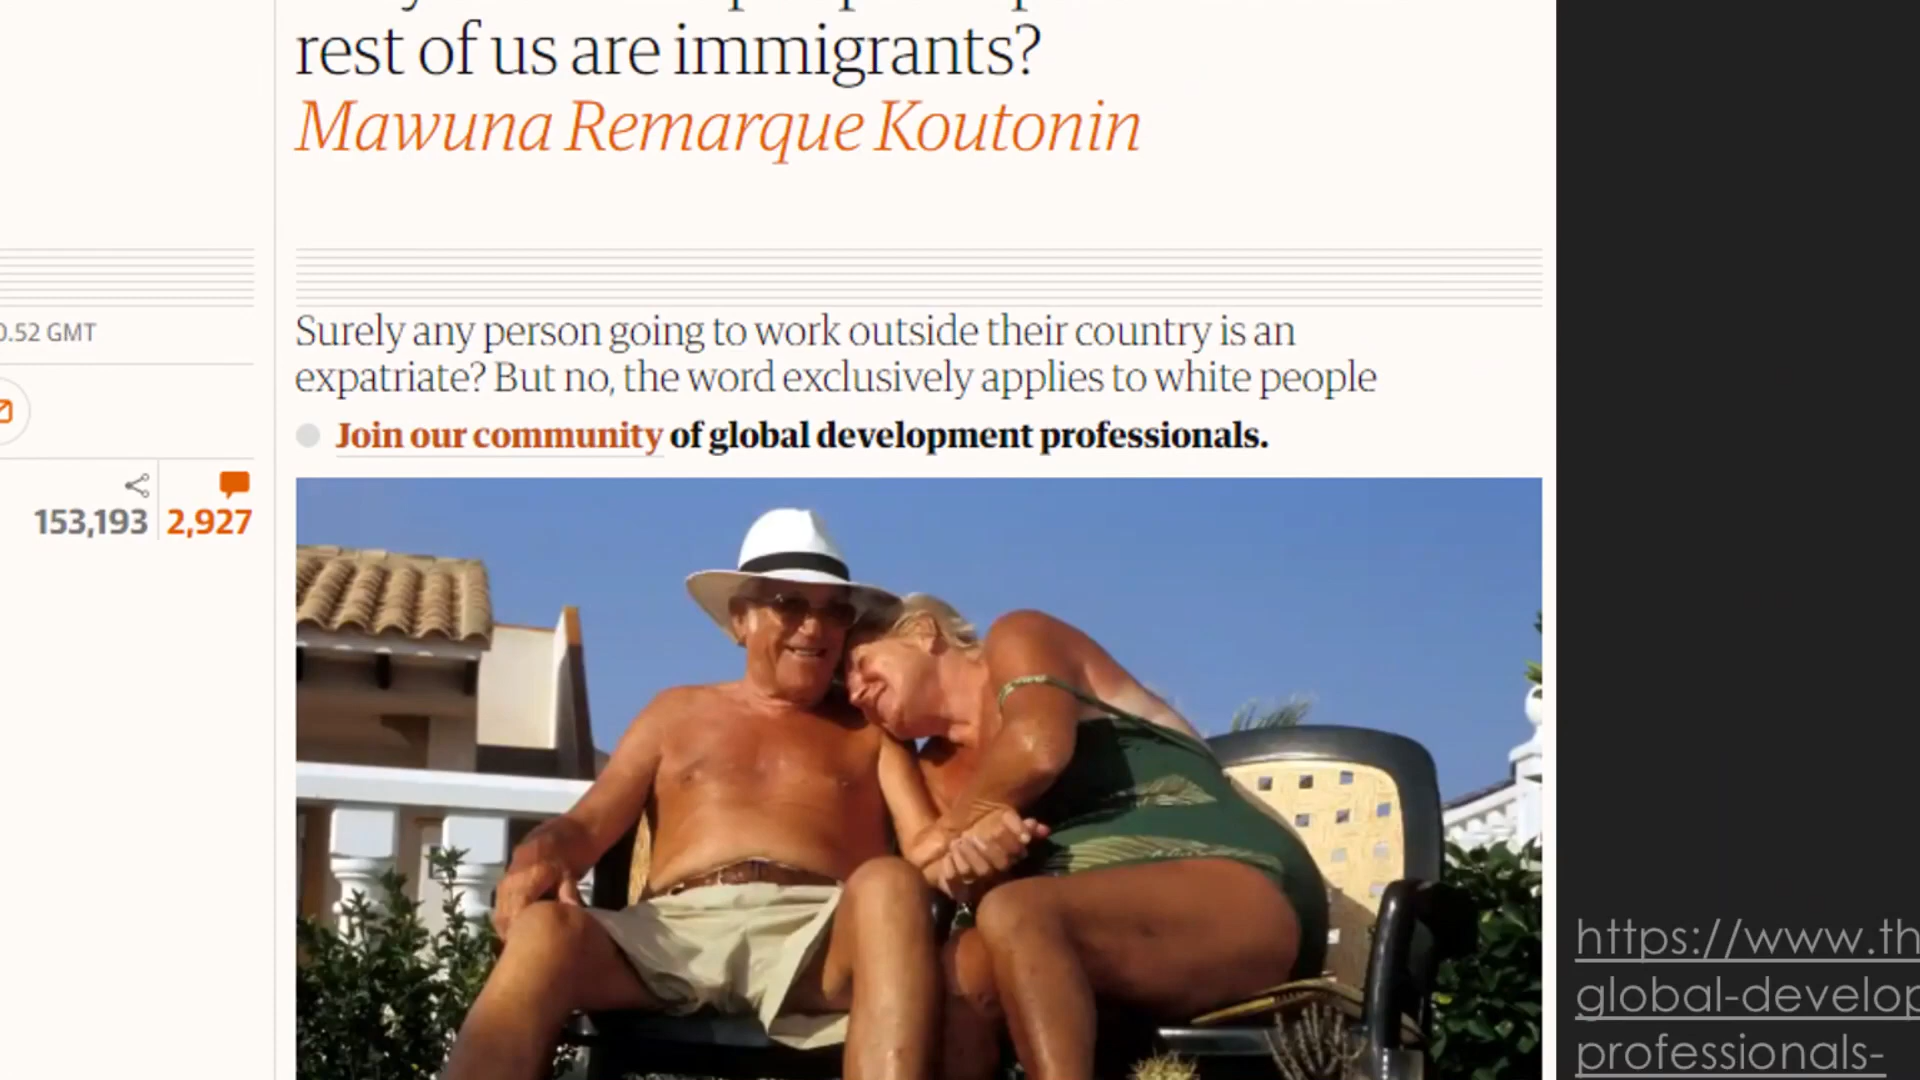 rest of us are immigrants?
Mawuna Remarque Koutonin
0.52 GMT
Surely any person going to work outside their country is an
expatriate? But no, the word exclusively applies to white people
Join our community of global development professionals.
153,193 2,927
https://www.th
global-develop
professionals-